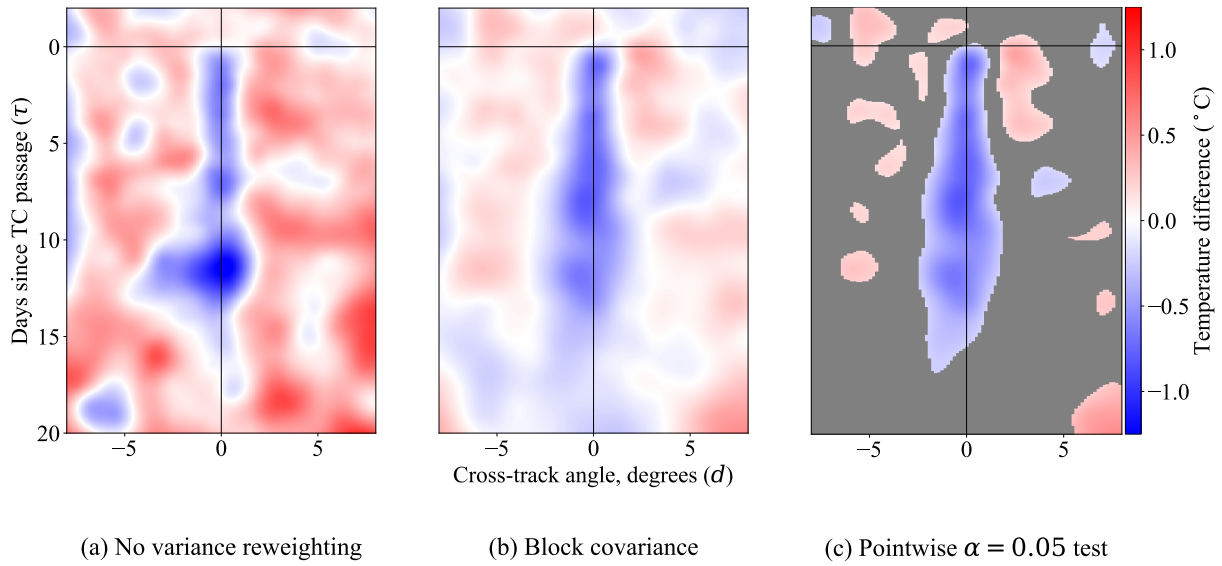 0
5
10
15
20
Days since TC passage (τ)
−5 0 5
−5 0 5
−5 0 5
Cross-track angle, degrees (d)
1.0
0.5
0.0
−0.5
−1.0
Temperature difference (°C)
(a) No variance reweighting
(b) Block covariance
(c) Pointwise α = 0.05 test